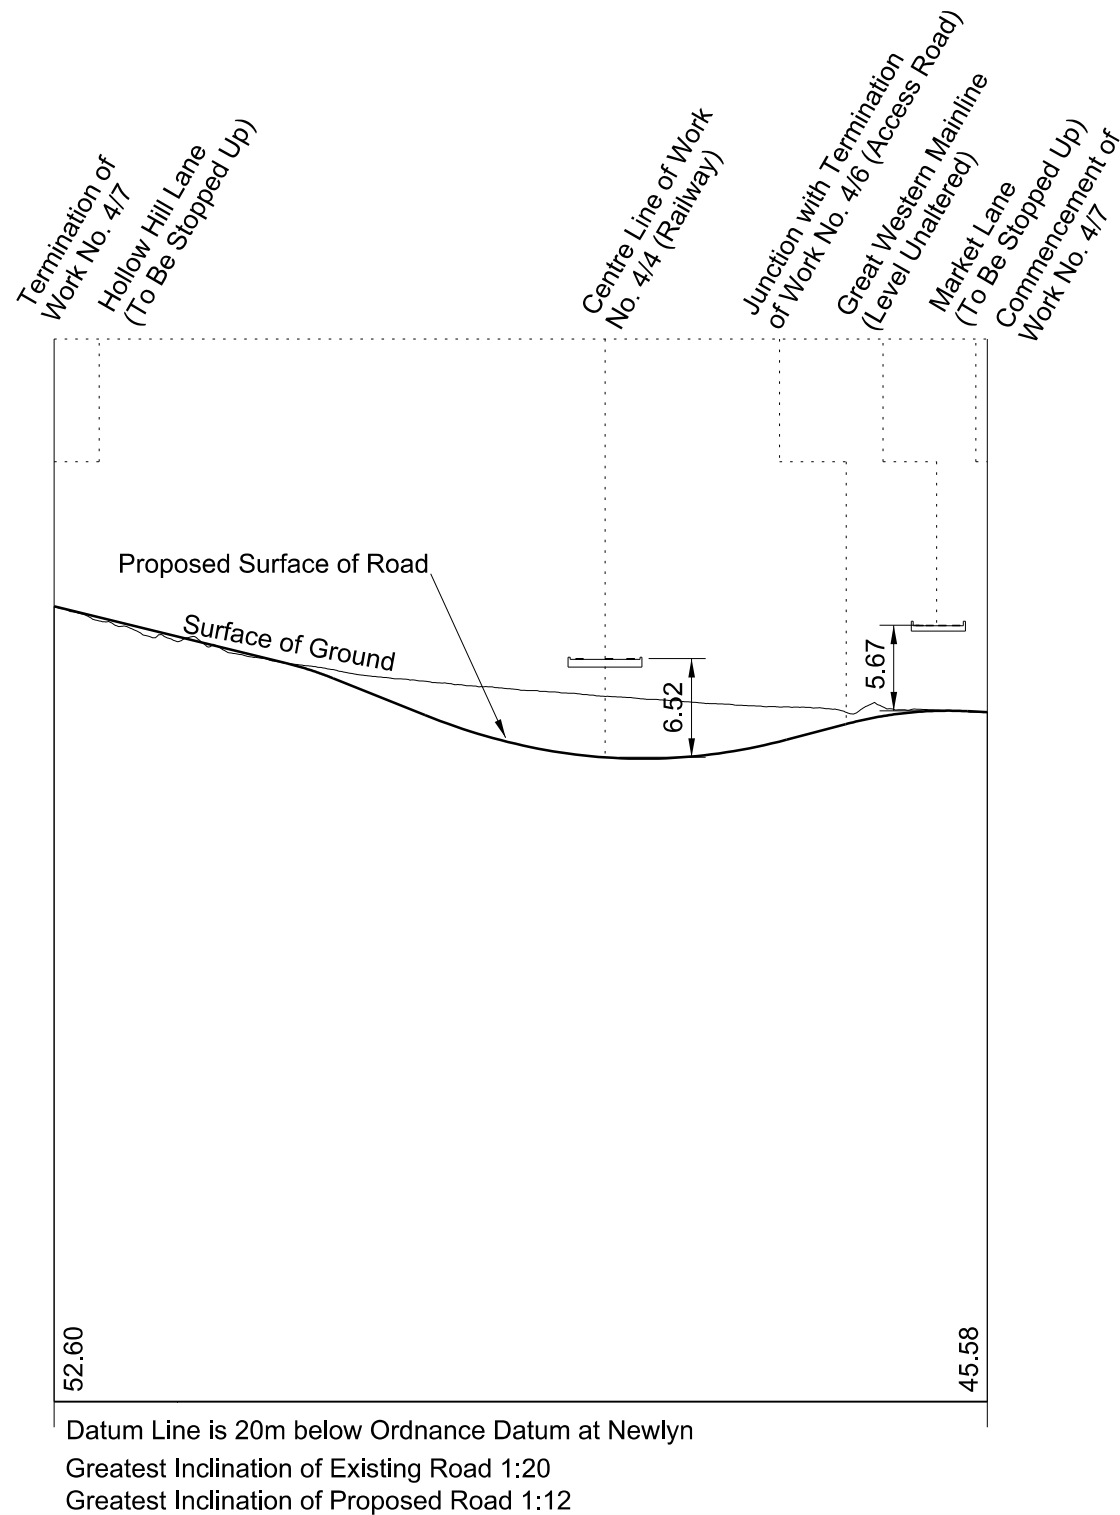 Termination of
Work No. 4/7
Hollow Hill Lane
(To Be Stopped Up)
Centre Line of Work
No. 4/4 (Railway)
Junction with Termination
of Work No. 4/6 (Access Road)
Great Western Mainline
(Level Unaltered)
Market Lane
(To Be Stopped Up)
Commencement of
Work No. 4/7
Proposed Surface of Road
Surface of Ground
5.67
6.52
52.60
45.58
Datum Line is 20m below Ordnance Datum at Newlyn
Greatest Inclination of Existing Road 1:20
Greatest Inclination of Proposed Road 1:12